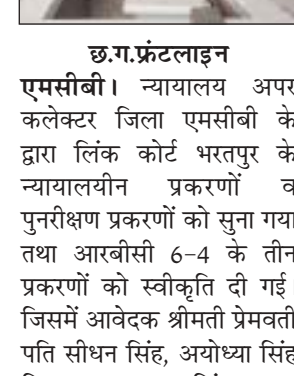 छ.ग.फ्रंटलाइन
एमसीबी। न्यायालय अपर
कलेक्टर जिला एमसीबी के
द्वारा लिंक कोर्ट भरतपुर के
न्यायालयीन प्रकरणों व
पुनरीक्षण प्रकरणों को सुना गया
तथा आरबीसी 6-4 के तीन
प्रकरणों को स्वीकृति दी गई
जिसमें आवेदक श्रीमती प्रेमवती
पति सीधन सिंह, अयोध्या सिंह